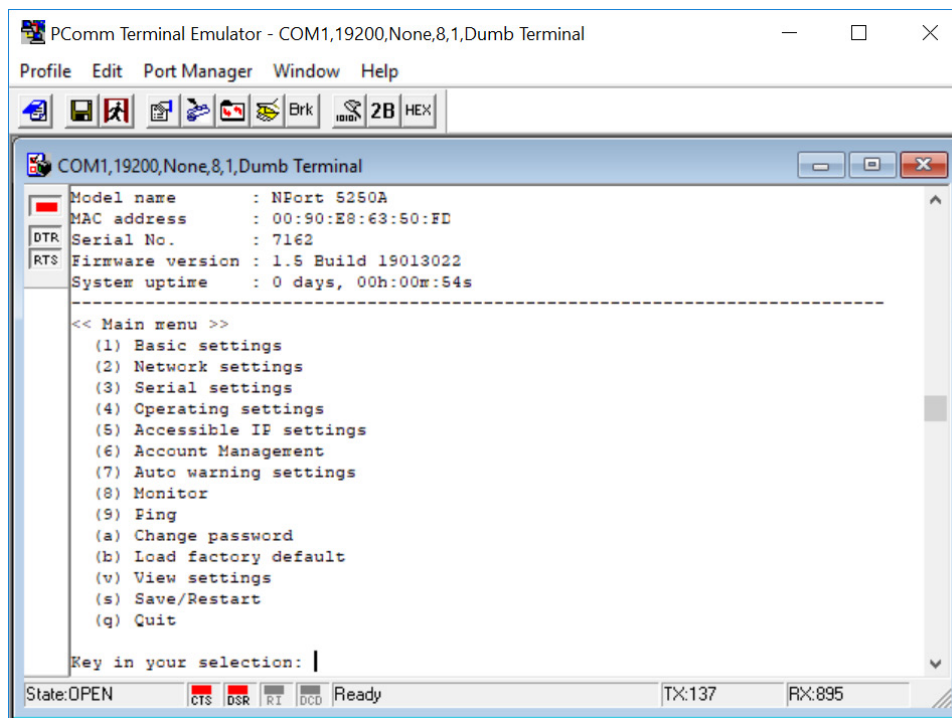 PComm Terminal Emulator - COM1,19200,None,8,1,Dumb Terminal
Profile Edit Port Manager Window Help
Brk 2B HEX
COM1,19200,None,8,1,Dumb Terminal
DTR
RTS
Model name : NPort 5250A
MAC address : 00:90:E8:63:50:FD
Serial No. : 7162
Firmware version : 1.5 Build 19013022
System uptime : 0 days, 00h:00m:54s
-----------------------------------------------------------------------------
<< Main menu >>
(1) Basic settings
(2) Network settings
(3) Serial settings
(4) Operating settings
(5) Accessible IP settings
(6) Account Management
(7) Auto warning settings
(8) Monitor
(9) Ping
(a) Change password
(b) Load factory default
(v) View settings
(s) Save/Restart
(q) Quit
Key in your selection:
State:OPEN CTS DSR RI DCD Ready TX:137 RX:895